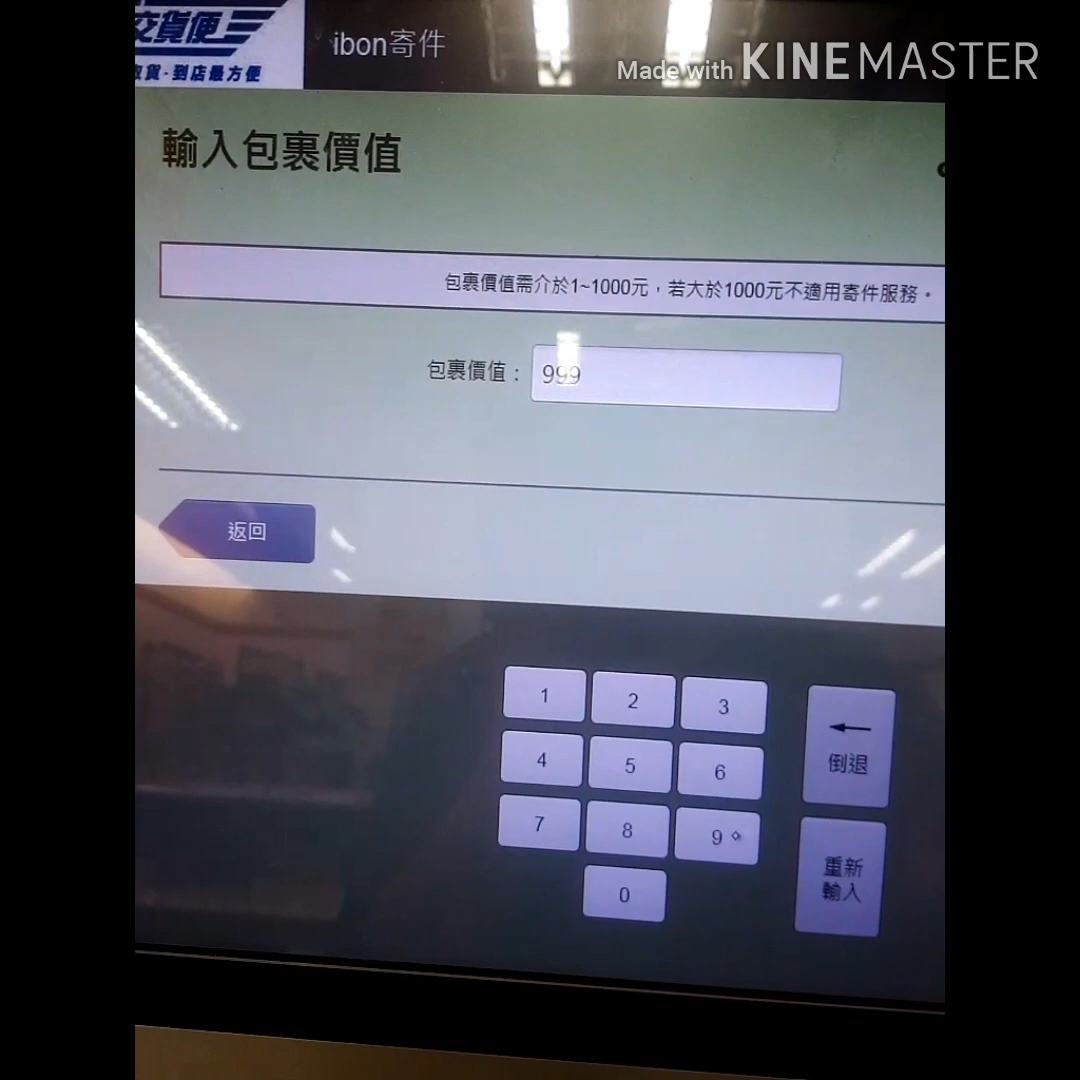 交貨便
取貨·到店最方便
ibon寄件
Made with KINEMASTER
輸入包裹價值
包裹價值需介於1~1000元，若大於1000元不適用寄件服務。
包裹價值： 999
返回
1 2 3
4 5 6
7 8 9
0
倒退
重新
輸入